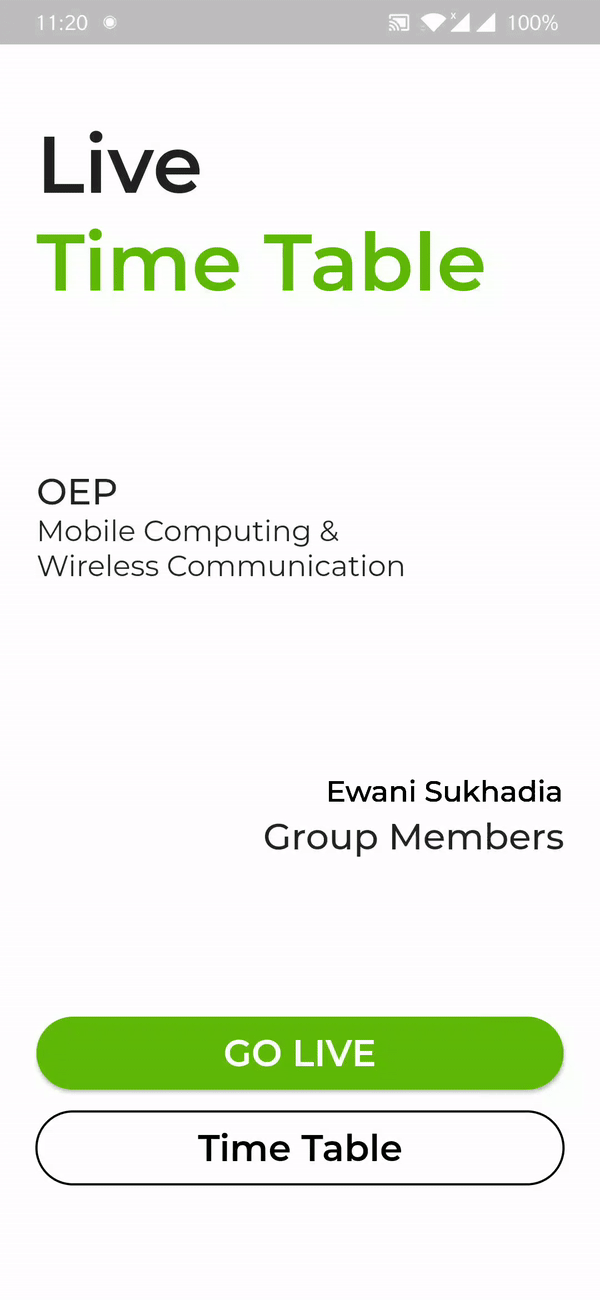 11:20 100%
Live
Time Table
OEP
Mobile Computing &
Wireless Communication
Ewani Sukhadia
Group Members
GO LIVE
Time Table